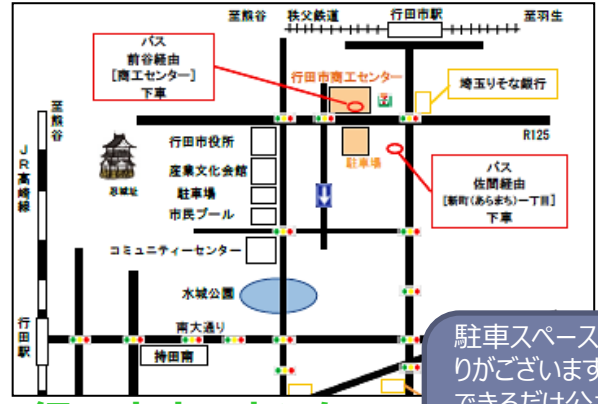 至熊谷
秩父鉄道
行田市駅
至羽生
バス
前谷経由
[商工センター]
下車
行田市商工センター
埼玉りそな銀行
至熊谷
JR高崎線
R125
行田市役所
産業文化会館
駐車場
市民プール
コミュニティーセンター
忍城址
駐車場
バス
佐間経由
[新町(あらまち)一丁目]
下車
水城公園
南大通り
行田駅
持田南
駐車スペース
りがございます
できるだけ公